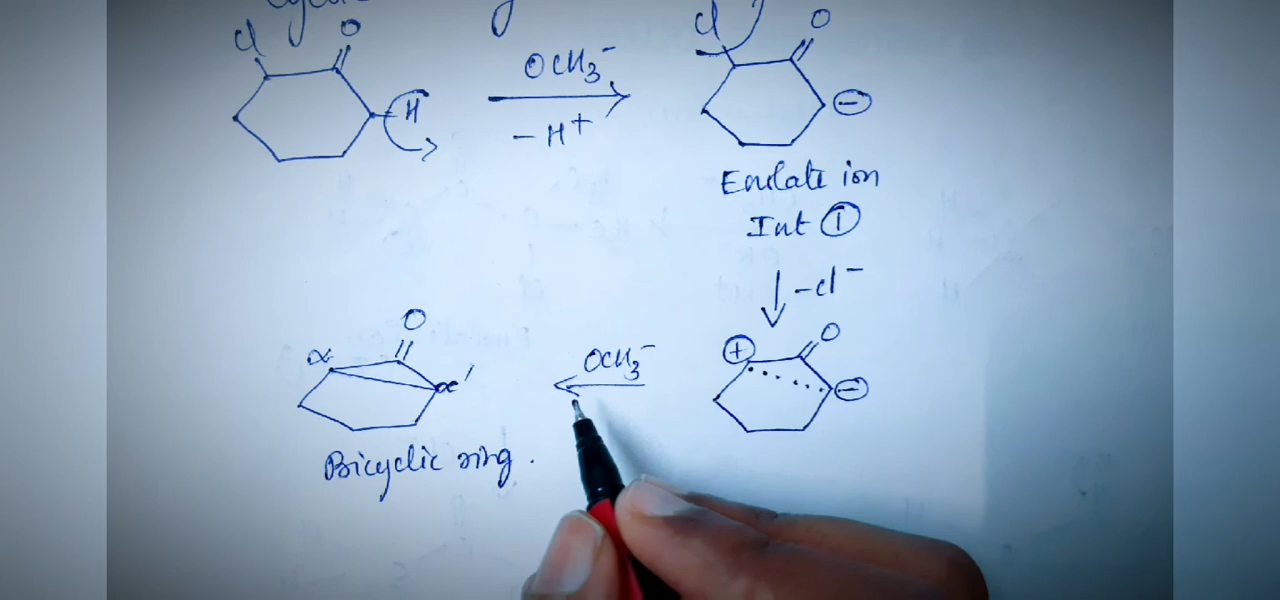 Cl O
H
OCH3⁻
-H+
Cl O
⊖
Enolate ion
Int ①
-cl⁻
⊕ O
⊖
OCH3⁻
O
α α'
Bicyclic ring.